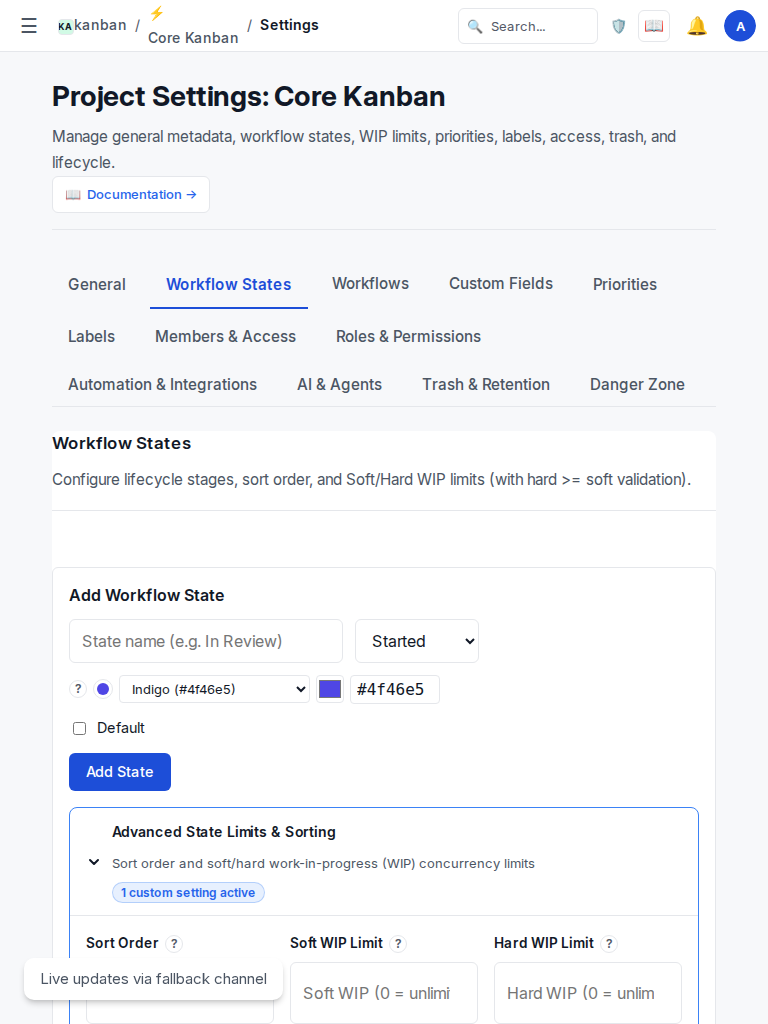 ☰ KA kanban / ⚡ Core Kanban / Settings 🔍 Search... 🛡️ 📖 🔔 A
Project Settings: Core Kanban
Manage general metadata, workflow states, WIP limits, priorities, labels, access, trash, and
lifecycle.
📖 Documentation →
General Workflow States Workflows Custom Fields Priorities
Labels Members & Access Roles & Permissions
Automation & Integrations AI & Agents Trash & Retention Danger Zone
Workflow States
Configure lifecycle stages, sort order, and Soft/Hard WIP limits (with hard >= soft validation).
Add Workflow State
State name (e.g. In Review) Started
? Indigo (#4f46e5) #4f46e5
Default
Add State
Advanced State Limits & Sorting
Sort order and soft/hard work-in-progress (WIP) concurrency limits
1 custom setting active
Sort Order ? Soft WIP Limit ? Hard WIP Limit ?
Soft WIP (0 = unlimi Hard WIP (0 = unlim
Live updates via fallback channel